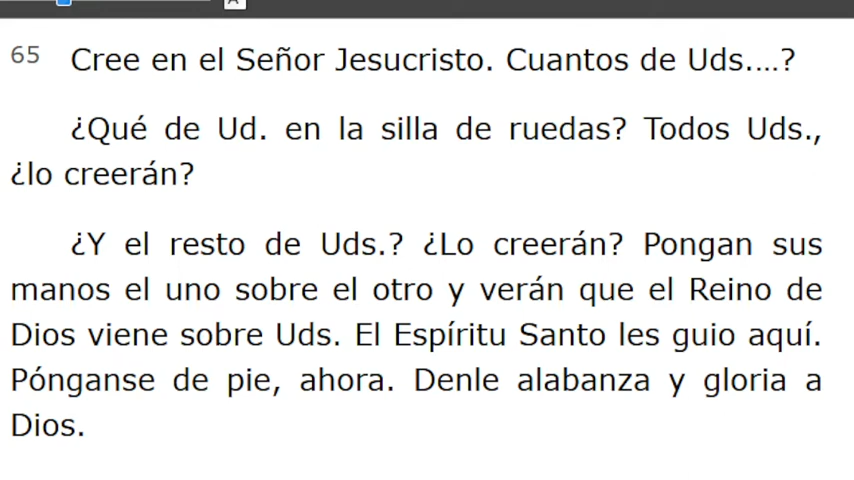 65 Cree en el Señor Jesucristo. Cuantos de Uds....?
¿Qué de Ud. en la silla de ruedas? Todos Uds.,
¿lo creerán?
¿Y el resto de Uds.? ¿Lo creerán? Pongan sus
manos el uno sobre el otro y verán que el Reino de
Dios viene sobre Uds. El Espíritu Santo les guio aquí.
Pónganse de pie, ahora. Denle alabanza y gloria a
Dios.